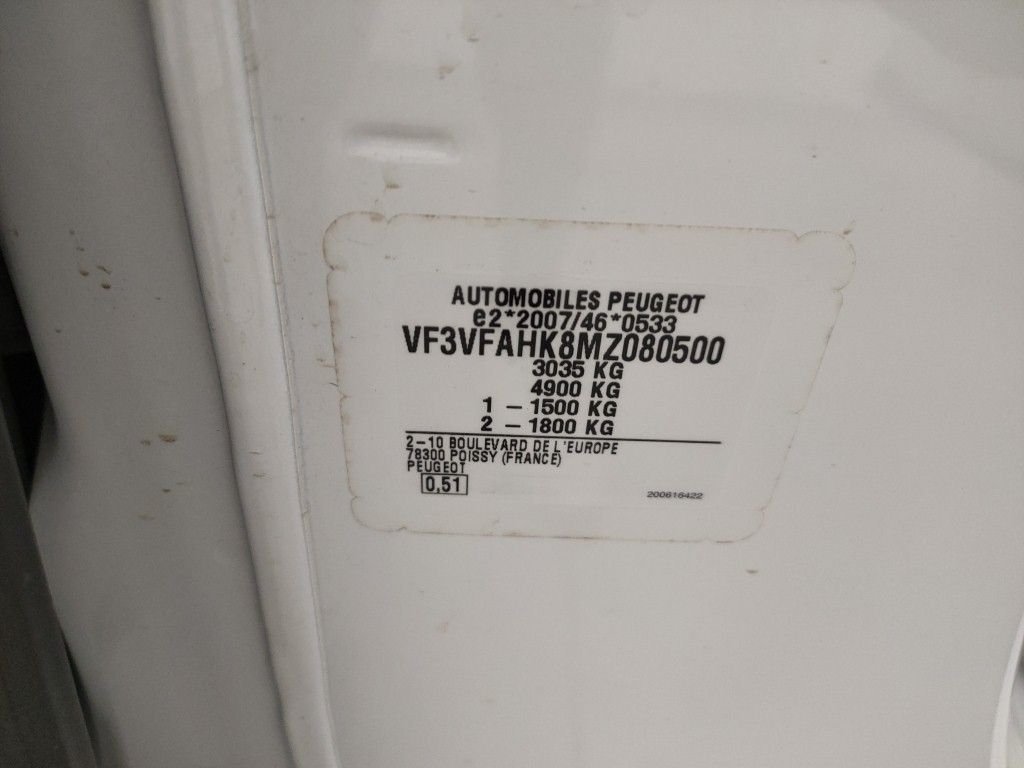 AUTOMOBILES PEUGEOT
e2*2007/46*0533
VF3VFAHK8MZ080500
3035 KG
4900 KG
1 – 1500 KG
2 – 1800 KG
2–10 BOULEVARD DE L'EUROPE
78300 POISSY (FRANCE)
PEUGEOT
0,51
200616422